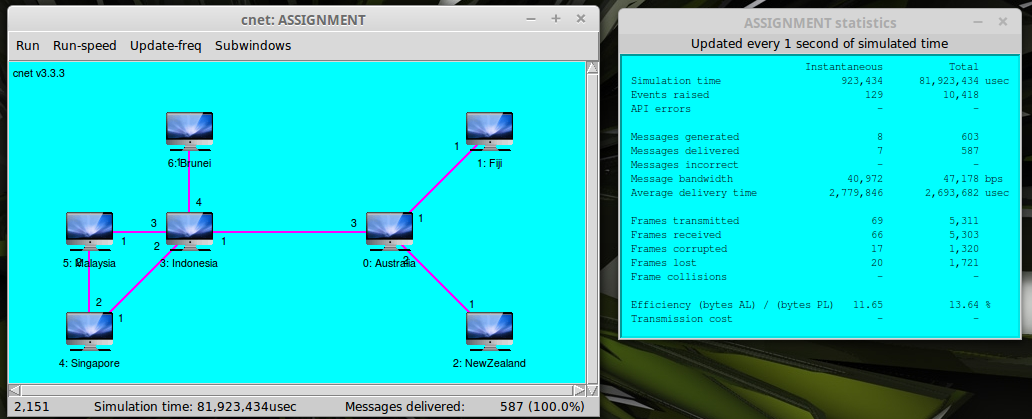 cnet: ASSIGNMENT
Run Run-speed Update-freq Subwindows
cnet v3.3.3
1
6: Brunei
4
1
1: Fiji
1
3
1
2
1
3
5: Malaysia
3: Indonesia
0: Australia
2
2
1
4: Singapore
1
2: NewZealand
2,151 Simulation time: 81,923,434usec Messages delivered: 587 (100.0%)
ASSIGNMENT statistics
Updated every 1 second of simulated time
Instantaneous Total
Simulation time 923,434 81,923,434 usec
Events raised 129 10,418
API errors - -
Messages generated 8 603
Messages delivered 7 587
Messages incorrect - -
Message bandwidth 40,972 47,178 bps
Average delivery time 2,779,846 2,693,682 usec
Frames transmitted 69 5,311
Frames received 66 5,303
Frames corrupted 17 1,320
Frames lost 20 1,721
Frame collisions - -
Efficiency (bytes AL) / (bytes PL) 11.65 13.64 %
Transmission cost - -